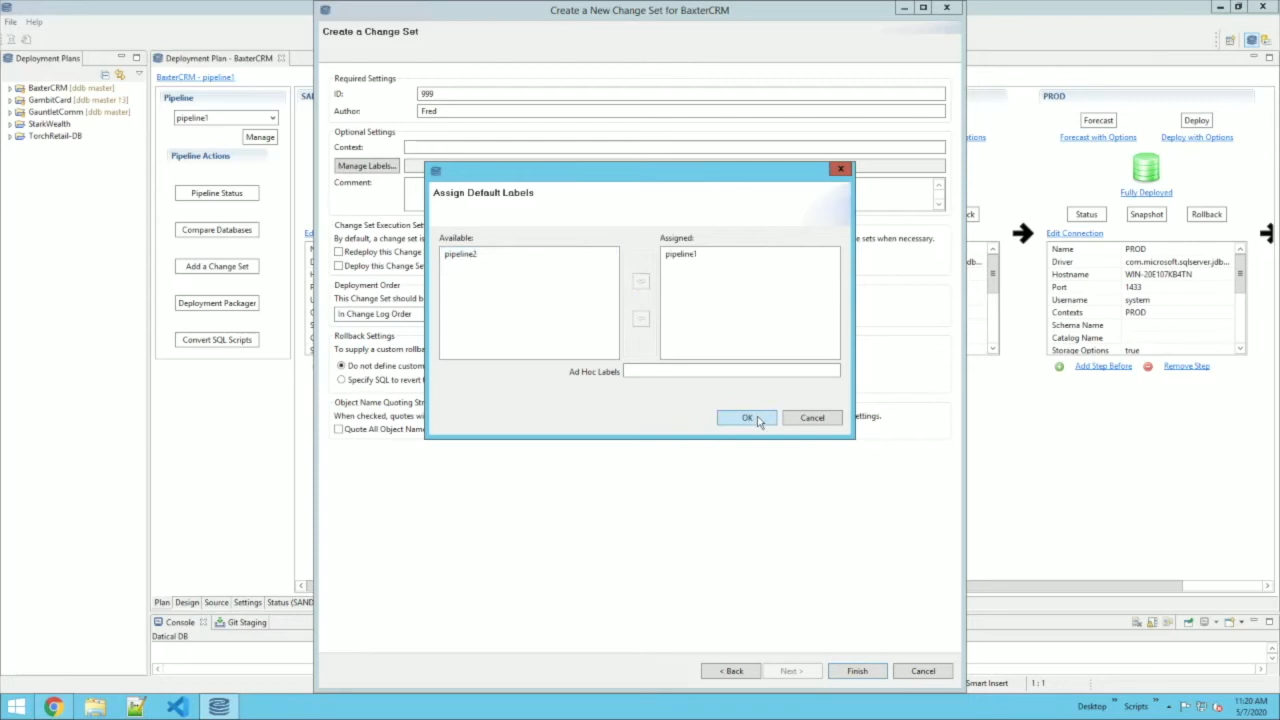 Create a New Change Set for BaxterCRM
File Help
Create a Change Set
Deployment Plans
Deployment Plan - BaxterCRM
BaxterCRM - pipeline1
BaxterCRM [ddb master]
GambitCard [ddb master 13]
GauntletComm [ddb master]
StarkWealth
TorchRetail-DB
Pipeline
pipeline1
Manage
Pipeline Actions
Pipeline Status
Compare Databases
Add a Change Set
Deployment Packager
Convert SQL Scripts
Required Settings
ID: 999
Author: Fred
Optional Settings
Context:
Manage Labels...
Comment:
Change Set Execution Set
By default, a change set is
sets when necessary.
Redeploy this Change
Deploy this Change Se
Deployment Order
This Change Set should b
In Change Log Order
Rollback Settings
To supply a custom rollba
Do not define custom
Specify SQL to revert t
Object Name Quoting Str
When checked, quotes wi
ettings.
Quote All Object Name
Assign Default Labels
Available:
Assigned:
pipeline2
pipeline1
Ad Hoc Labels
OK
Cancel
PROD
Forecast
Deploy
ptions
Forecast with Options
Deploy with Options
Fully Deployed
ck
Status
Snapshot
Rollback
Edit Connection
Name PROD
Driver com.microsoft.sqlserver.jdb...
Hostname WIN-20E107KB4TN
Port 1433
Username system
Contexts PROD
Schema Name
Catalog Name
Storage Options true
Add Step Before
Remove Step
Plan Design Source Settings Status (SAND
Console
Git Staging
Datical DB
< Back
Next >
Finish
Cancel
Smart Insert
1 : 1
Desktop
Scripts
11:20 AM
5/7/2020